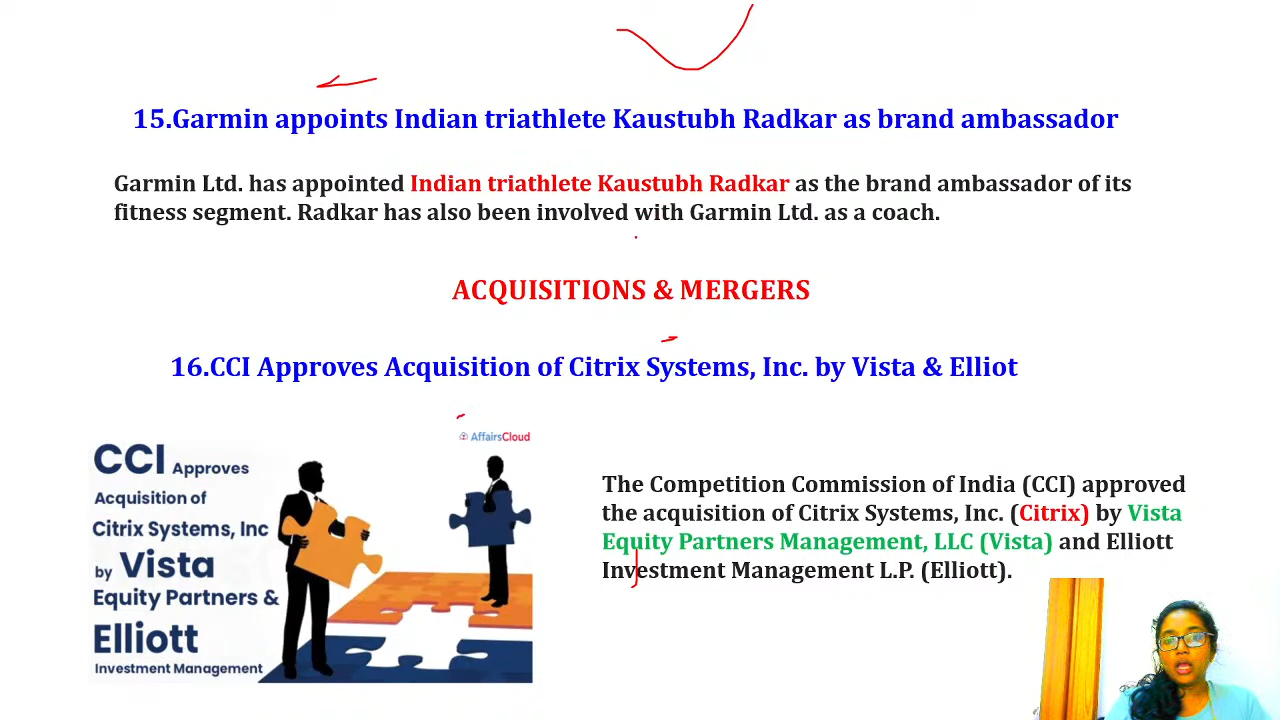 15.Garmin appoints Indian triathlete Kaustubh Radkar as brand ambassador
Garmin Ltd. has appointed Indian triathlete Kaustubh Radkar as the brand ambassador of its
fitness segment. Radkar has also been involved with Garmin Ltd. as a coach.
ACQUISITIONS & MERGERS
16.CCI Approves Acquisition of Citrix Systems, Inc. by Vista & Elliot
AffairsCloud
CCI Approves
Acquisition of
Citrix Systems, Inc
by Vista
Equity Partners &
Elliott
Investment Management
The Competition Commission of India (CCI) approved
the acquisition of Citrix Systems, Inc. (Citrix) by Vista
Equity Partners Management, LLC (Vista) and Elliott
Investment Management L.P. (Elliott).